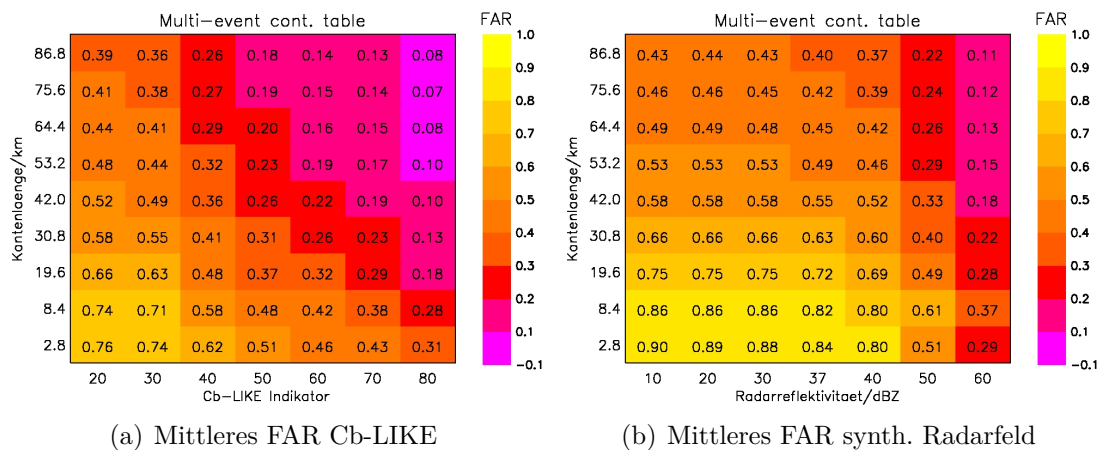 Multi-event cont. table FAR
Kantenlaenge/km
86.8 0.39 0.36 0.26 0.18 0.14 0.13 0.08
75.6 0.41 0.38 0.27 0.19 0.15 0.14 0.07
64.4 0.44 0.41 0.29 0.20 0.16 0.15 0.08
53.2 0.48 0.44 0.32 0.23 0.19 0.17 0.10
42.0 0.52 0.49 0.36 0.26 0.22 0.19 0.10
30.8 0.58 0.55 0.41 0.31 0.26 0.23 0.13
19.6 0.66 0.63 0.48 0.37 0.32 0.29 0.18
8.4 0.74 0.71 0.58 0.48 0.42 0.38 0.28
2.8 0.76 0.74 0.62 0.51 0.46 0.43 0.31
20 30 40 50 60 70 80
Cb-LIKE Indikator
1.0
0.9
0.8
0.7
0.6
0.5
0.4
0.3
0.2
0.1
-0.1
(a) Mittleres FAR Cb-LIKE
Multi-event cont. table FAR
Kantenlaenge/km
86.8 0.43 0.44 0.43 0.40 0.37 0.22 0.11
75.6 0.46 0.46 0.45 0.42 0.39 0.24 0.12
64.4 0.49 0.49 0.48 0.45 0.42 0.26 0.13
53.2 0.53 0.53 0.53 0.49 0.46 0.29 0.15
42.0 0.58 0.58 0.58 0.55 0.52 0.33 0.18
30.8 0.66 0.66 0.66 0.63 0.60 0.40 0.22
19.6 0.75 0.75 0.75 0.72 0.69 0.49 0.28
8.4 0.86 0.86 0.86 0.82 0.80 0.61 0.37
2.8 0.90 0.89 0.88 0.84 0.80 0.51 0.29
10 20 30 37 40 50 60
Radarreflektivitaet/dBZ
1.0
0.9
0.8
0.7
0.6
0.5
0.4
0.3
0.2
0.1
-0.1
(b) Mittleres FAR synth. Radarfeld